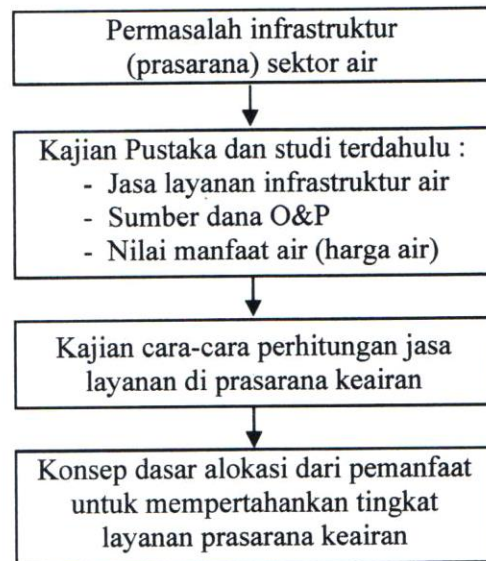 Permasalah infrastruktur
(prasarana) sektor air
Kajian Pustaka dan studi terdahulu :
- Jasa layanan infrastruktur air
- Sumber dana O&P
- Nilai manfaat air (harga air)
Kajian cara-cara perhitungan jasa
layanan di prasarana keairan
Konsep dasar alokasi dari pemanfaat
untuk mempertahankan tingkat
layanan prasarana keairan